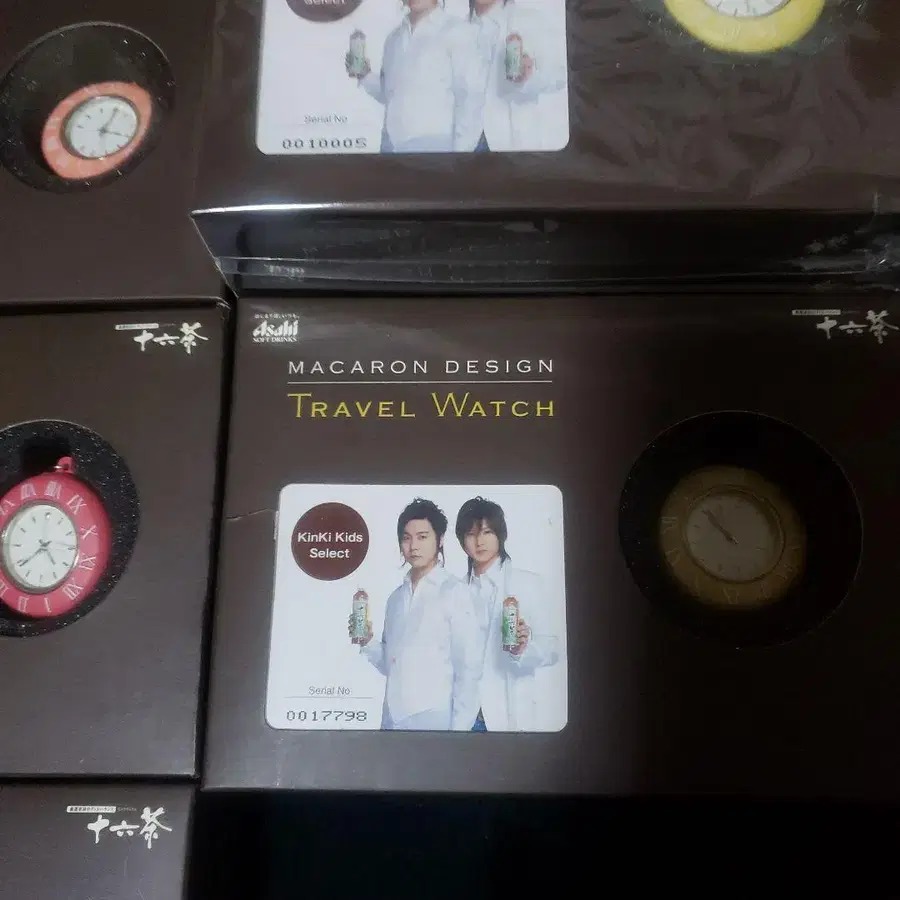 Select
Serial No
0010005
十六茶
Asahi
SOFT DRINKS
十六茶
MACARON DESIGN
TRAVEL WATCH
KinKi Kids
Select
Serial No
0017798
十六茶